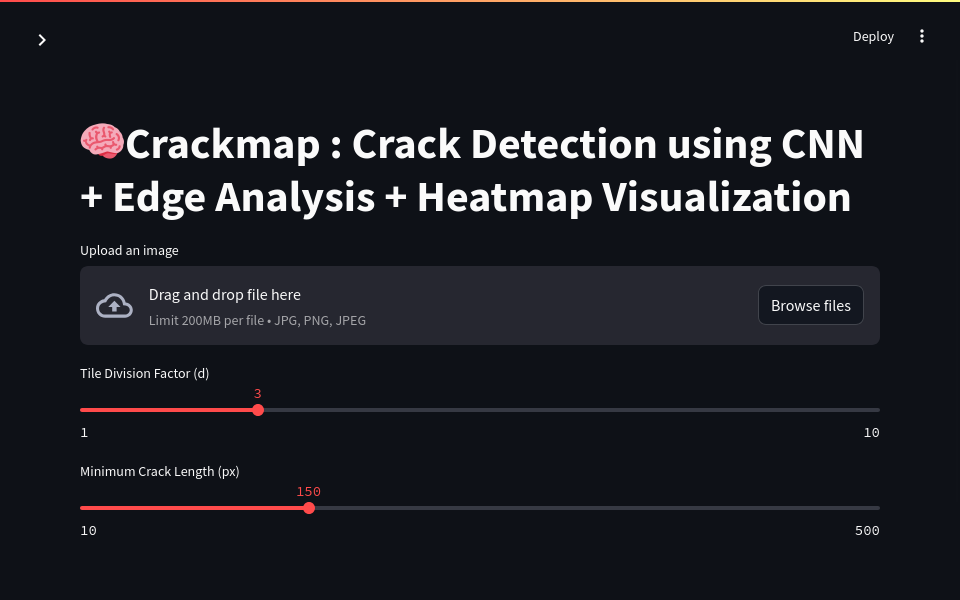 Deploy
🧠Crackmap : Crack Detection using CNN
+ Edge Analysis + Heatmap Visualization
Upload an image
Drag and drop file here
Limit 200MB per file • JPG, PNG, JPEG
Browse files
Tile Division Factor (d)
3
1 10
Minimum Crack Length (px)
150
10 500